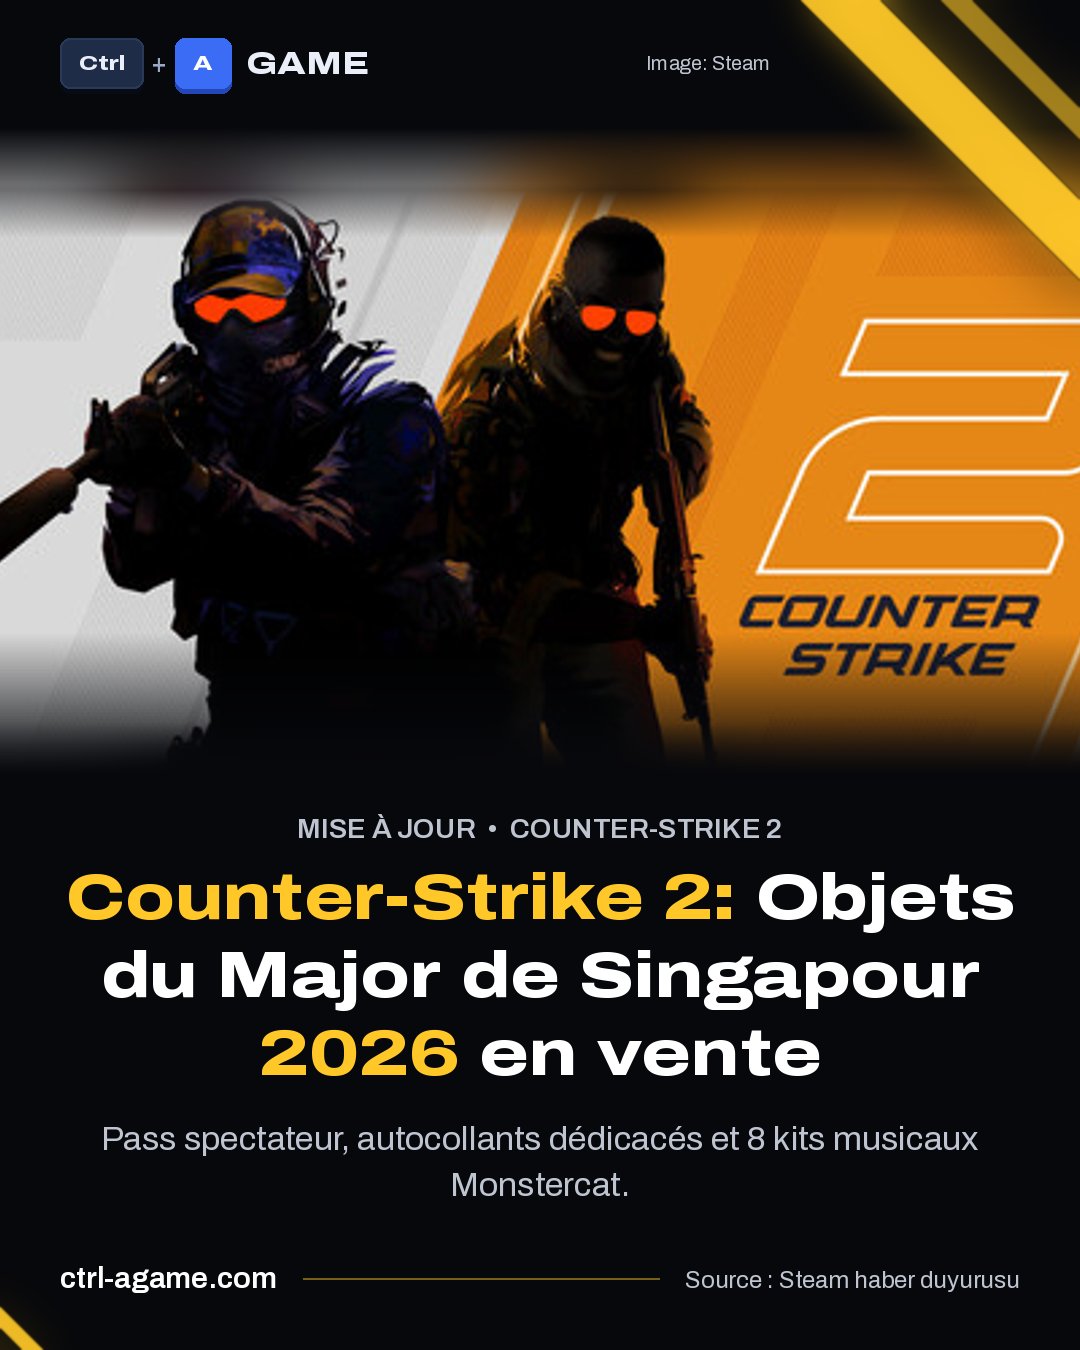 Ctrl + A GAME
Image: Steam
2
COUNTER
STRIKE
MISE À JOUR • COUNTER-STRIKE 2
Counter-Strike 2: Objets
du Major de Singapour
2026 en vente
Pass spectateur, autocollants dédicacés et 8 kits musicaux
Monstercat.
ctrl-agame.com
Source : Steam haber duyurusu